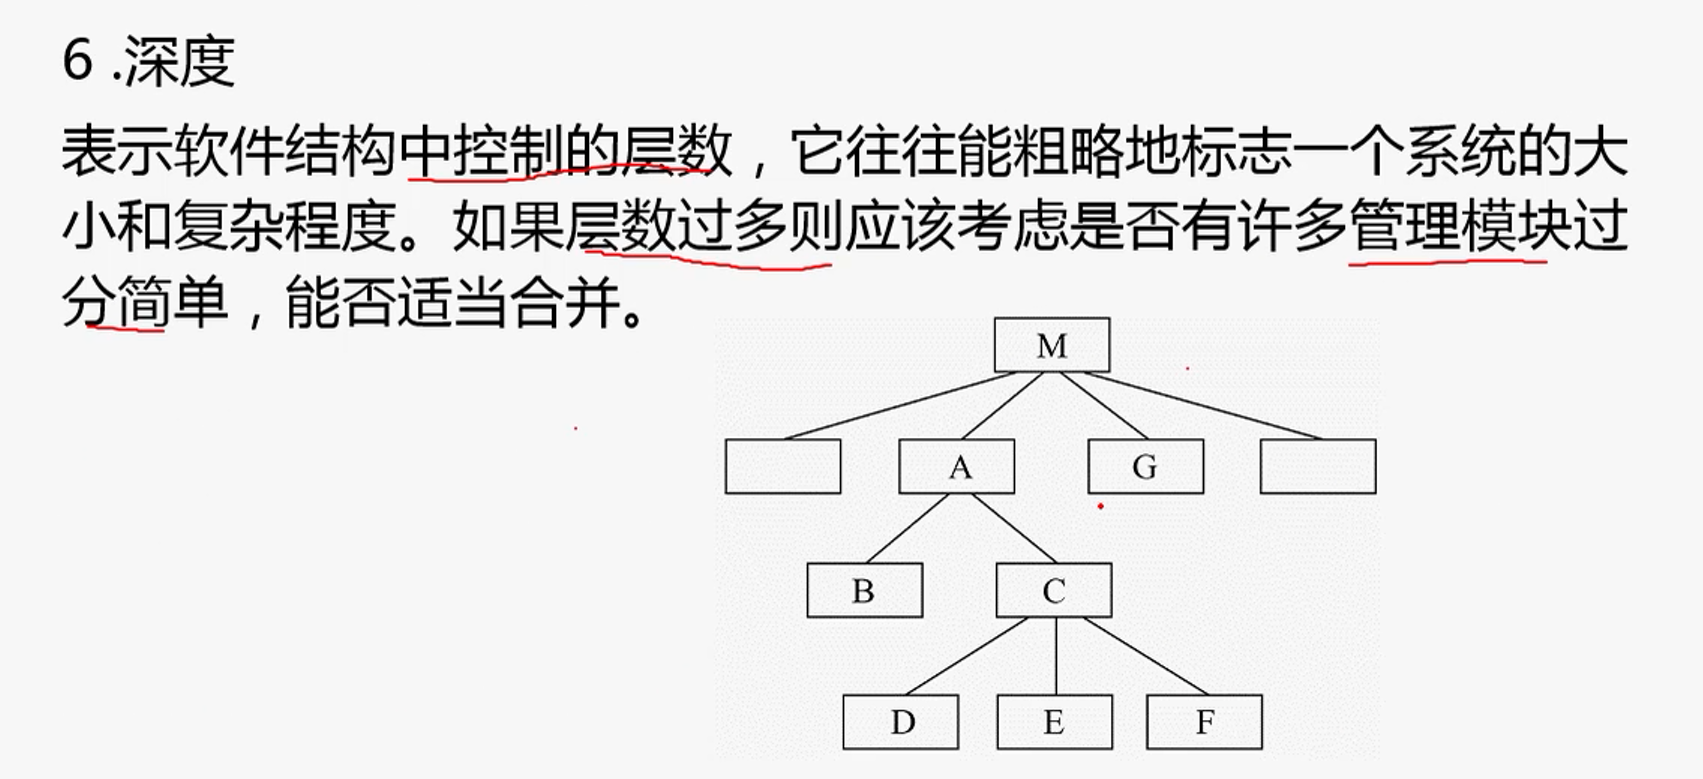 6 .深度
表示软件结构中控制的层数，它往往能粗略地标志一个系统的大
小和复杂程度。如果层数过多则应该考虑是否有许多管理模块过
分简单，能否适当合并。
M
A G
B C
D E F